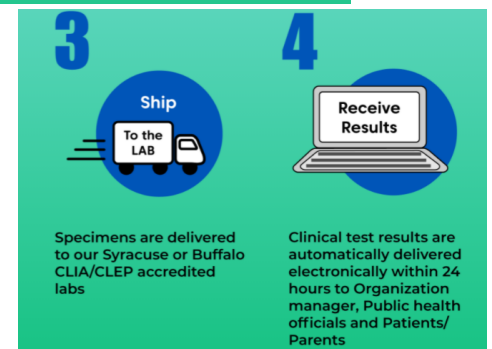 3
Ship
To the
LAB
Specimens are delivered
to our Syracuse or Buffalo
CLIA/CLEP accredited
labs
4
Receive
Results
Clinical test results are
automatically delivered
electronically within 24
hours to Organization
manager, Public health
officials and Patients/
Parents